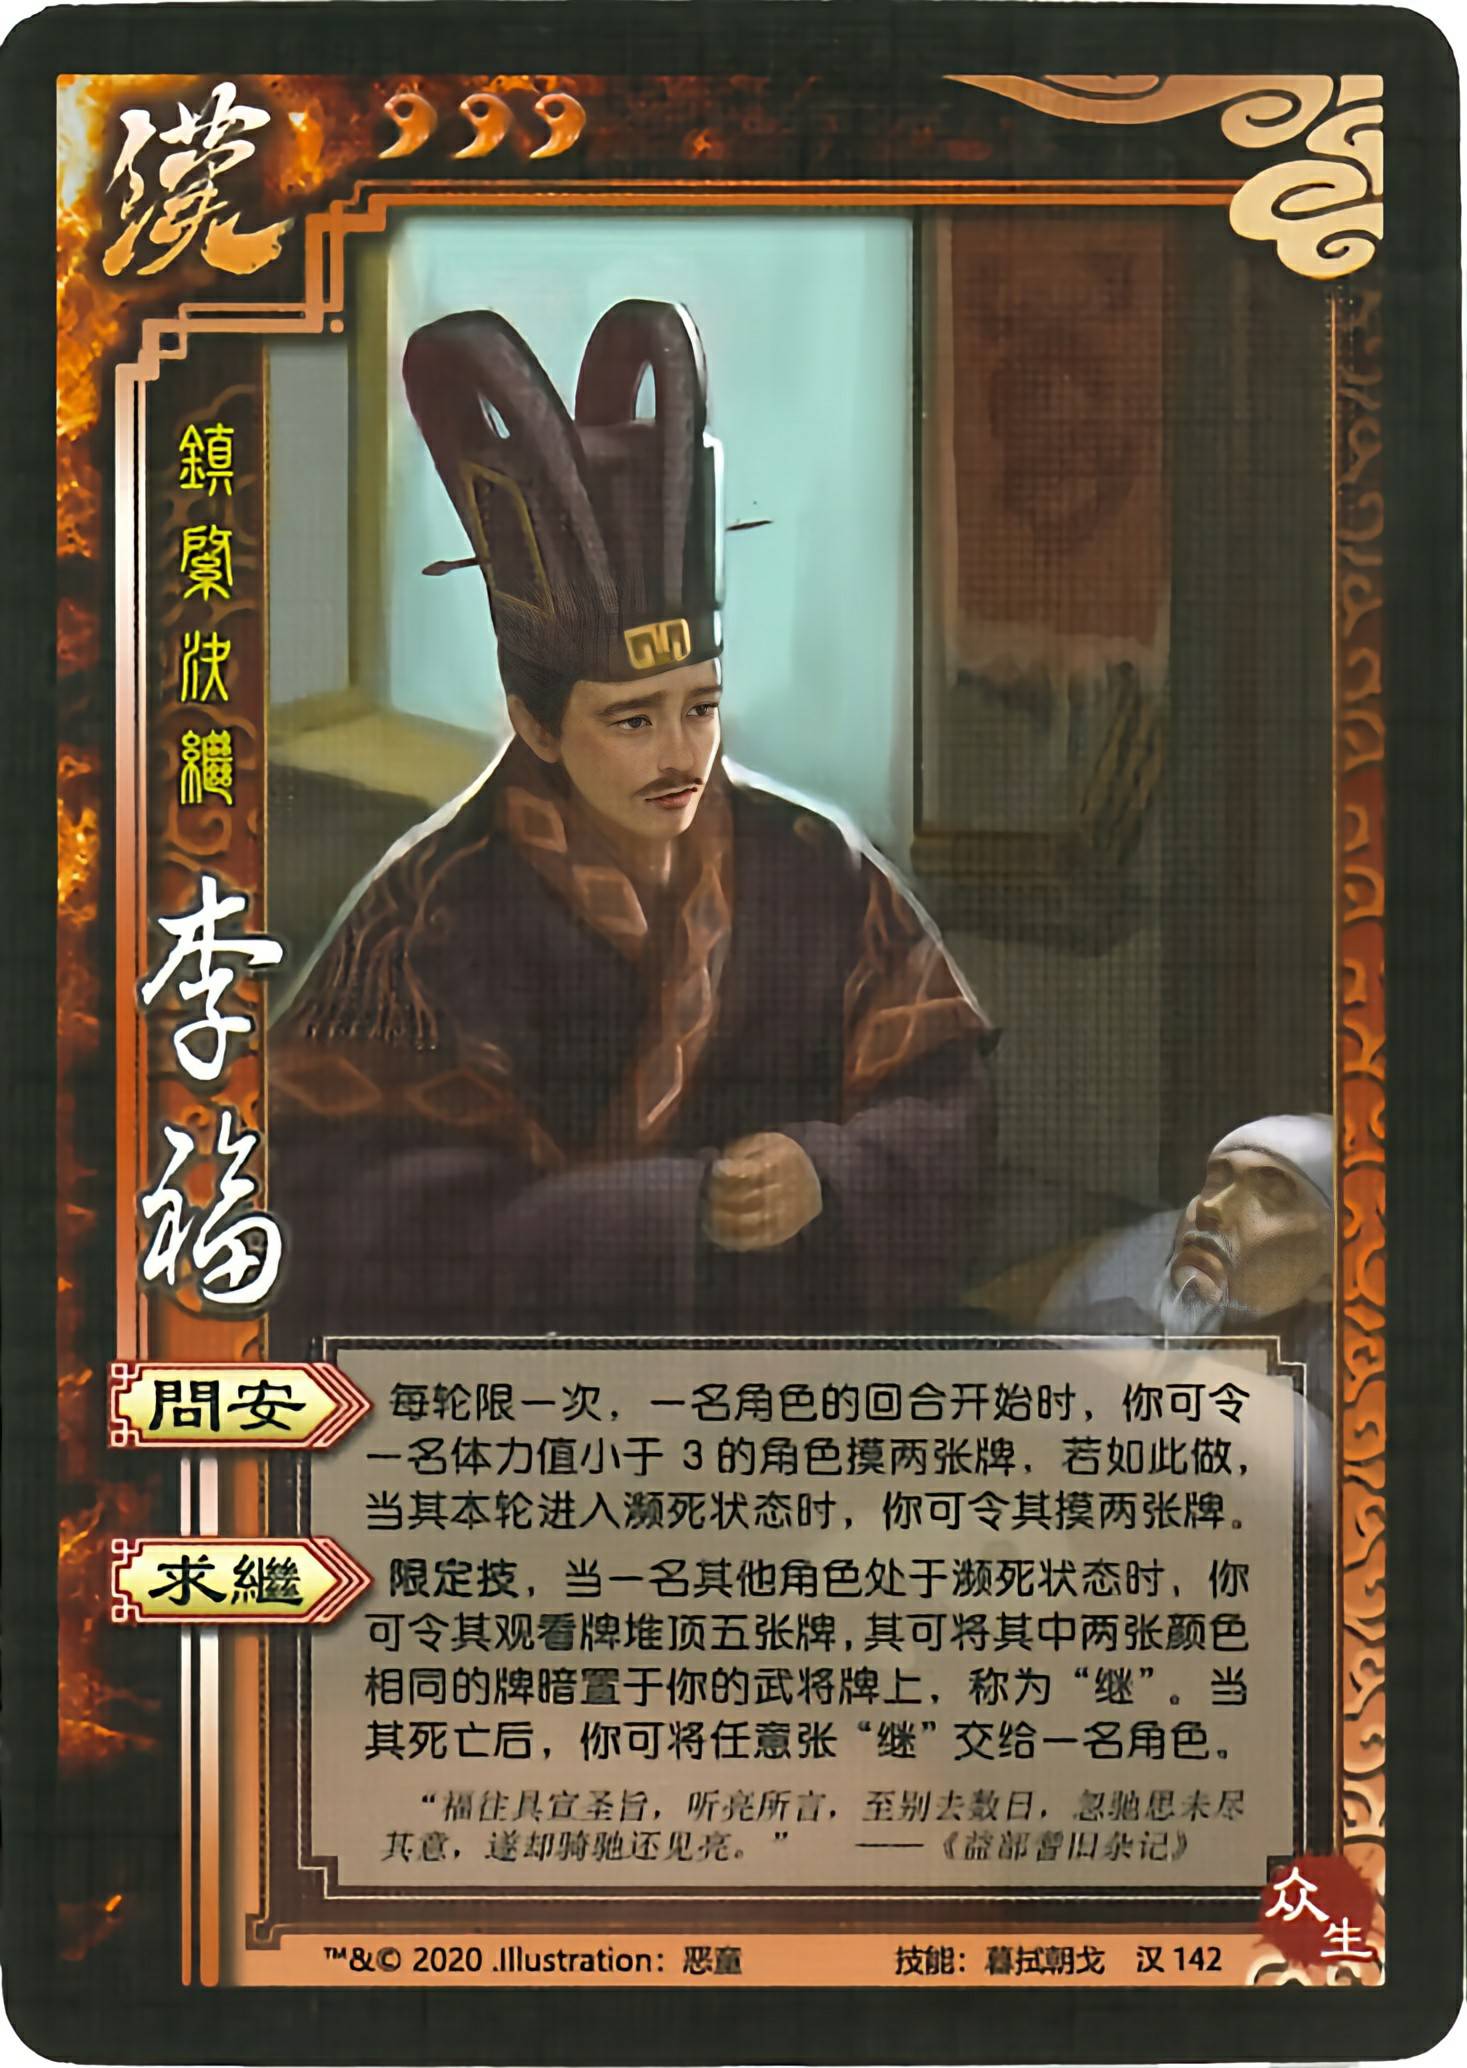 漢
鎮綮決繼
李福
問安
每轮限一次，一名角色的回合开始时，你可令
一名体力值小于 3 的角色摸两张牌，若如此做，
当其本轮进入濒死状态时，你可令其摸两张牌。
求繼
限定技，当一名其他角色处于濒死状态时，你
可令其观看牌堆顶五张牌，其可将其中两张颜色
相同的牌暗置于你的武将牌上，称为“继”。当
其死亡后，你可将任意张“继”交给一名角色。
“福往具宣圣旨，听亮所言，至别去数日，忽驰思未尽
其意，遂却骑驰还见亮。” ——《益部耆旧杂记》
众生
™&© 2020 .Illustration：恶童 技能：暮拭朝戈 汉 142